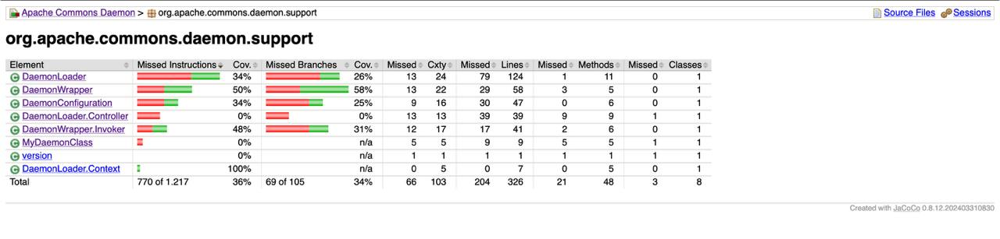 Apache Commons Daemon > org.apache.commons.daemon.support Source Files Sessions
org.apache.commons.daemon.support
Element Missed Instructions Cov. Missed Branches Cov. Missed Cxty Missed Lines Missed Methods Missed Classes
DaemonLoader 34% 26% 13 24 79 124 1 11 0 1
DaemonWrapper 50% 58% 13 22 29 58 3 5 0 1
DaemonConfiguration 34% 25% 9 16 30 47 0 6 0 1
DaemonLoader.Controller 0% 0% 13 13 39 39 9 9 1 1
DaemonWrapper.Invoker 48% 31% 12 17 17 41 2 6 0 1
MyDaemonClass 0% n/a 5 5 9 9 5 5 1 1
version 0% n/a 1 1 1 1 1 1 1 1
DaemonLoader.Context 100% n/a 0 5 0 7 0 5 0 1
Total 770 of 1.217 36% 69 of 105 34% 66 103 204 326 21 48 3 8
Created with JaCoCo 0.8.12.202403310830